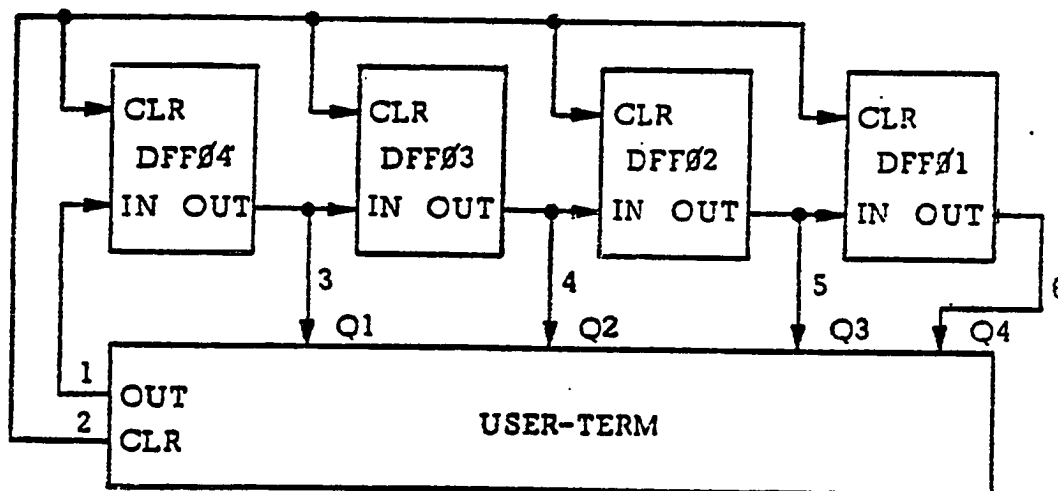 CLR CLR CLR CLR
DFFØ4 DFFØ3 DFFØ2 DFFØ1
IN OUT IN OUT IN OUT IN OUT
3 4 5 6
Q1 Q2 Q3 Q4
1
OUT
2
CLR
USER-TERM